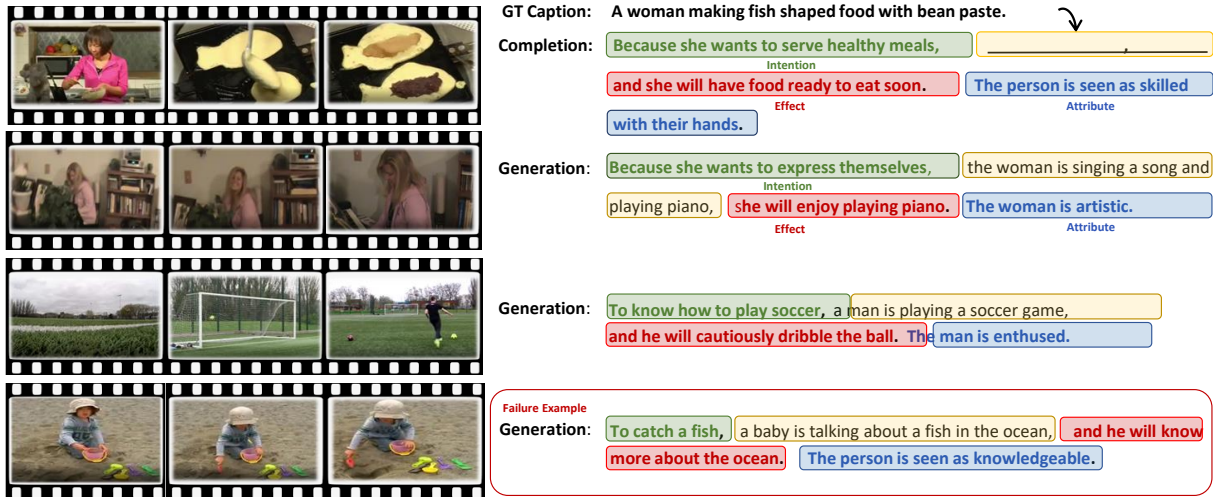 GT Caption: A woman making fish shaped food with bean paste.
Completion: Because she wants to serve healthy meals, ____________________,____________
Intention
and she will have food ready to eat soon. The person is seen as skilled
Effect Attribute
with their hands.
Generation: Because she wants to express themselves, the woman is singing a song and
Intention
playing piano, she will enjoy playing piano. The woman is artistic.
Effect Attribute
Generation: To know how to play soccer, a man is playing a soccer game,
and he will cautiously dribble the ball. The man is enthused.
Failure Example
Generation: To catch a fish, a baby is talking about a fish in the ocean, and he will know
more about the ocean. The person is seen as knowledgeable.